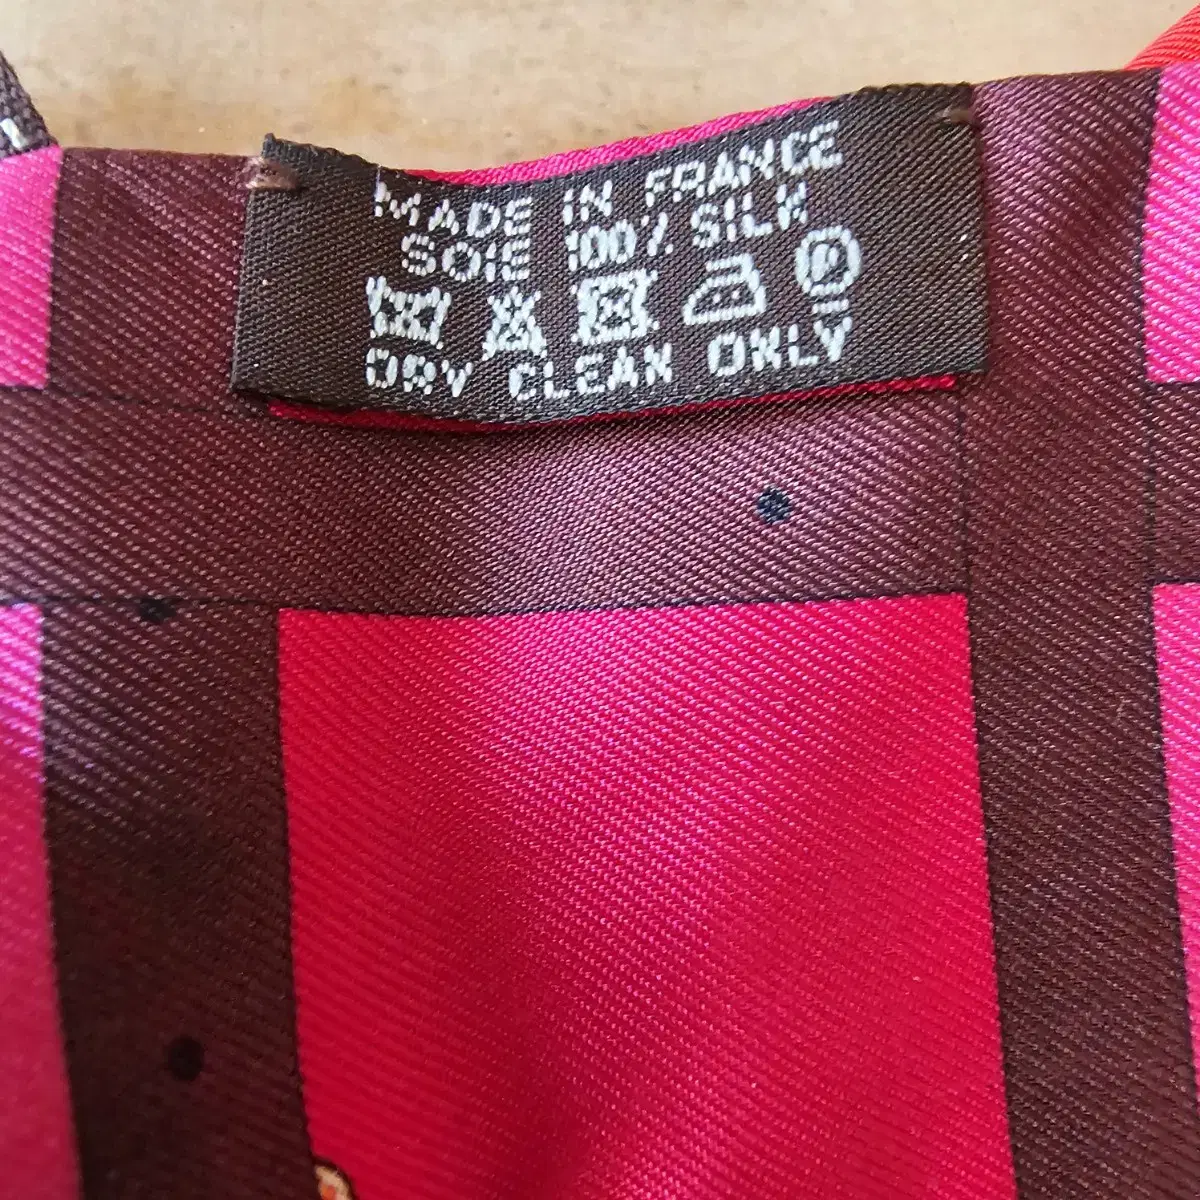 MADE IN FRANCE
SOIE 100% SILK
P
DRY CLEAN ONLY